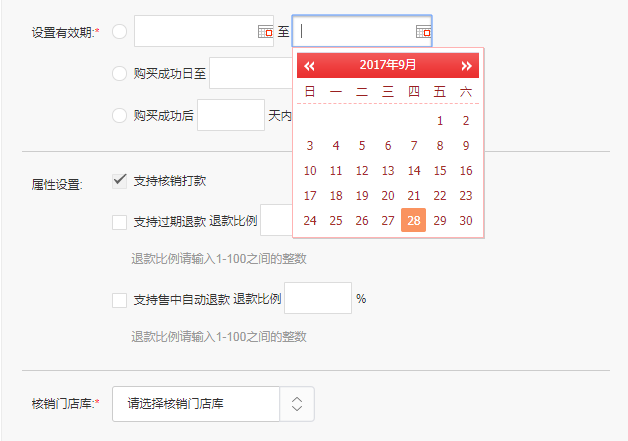 设置有效期:* 至
« 2017年9月 »
日 一 二 三 四 五 六
1 2
3 4 5 6 7 8 9
10 11 12 13 14 15 16
17 18 19 20 21 22 23
24 25 26 27 28 29 30
购买成功日至
购买成功后 天内
属性设置: 支持核销打款
支持过期退款 退款比例
退款比例请输入1-100之间的整数
支持售中自动退款 退款比例 %
退款比例请输入1-100之间的整数
核销门店库:* 请选择核销门店库